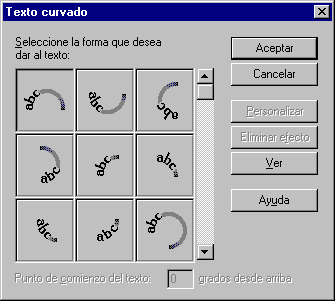 Texto curvado
Seleccione la forma que desea
dar al texto:
abc abc abc
abc abc abc
abc abc abc
Aceptar
Cancelar
Personalizar
Eliminar efecto
Ver
Ayuda
Punto de comienzo del texto: 0 grados desde arriba